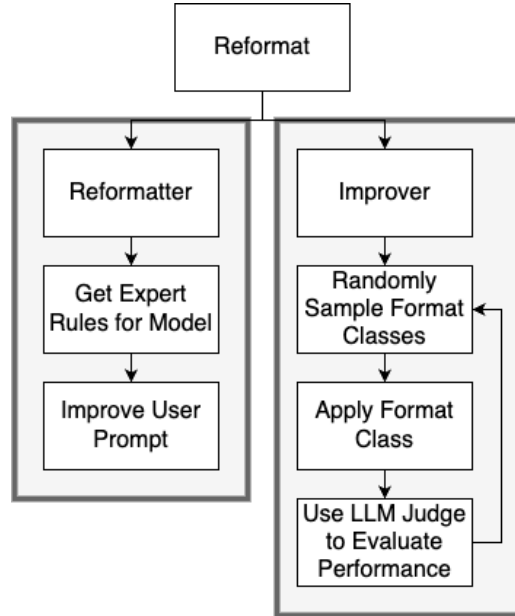 Reformat
Reformatter
Get Expert
Rules for Model
Improve User
Prompt
Improver
Randomly
Sample Format
Classes
Apply Format
Class
Use LLM Judge
to Evaluate
Performance